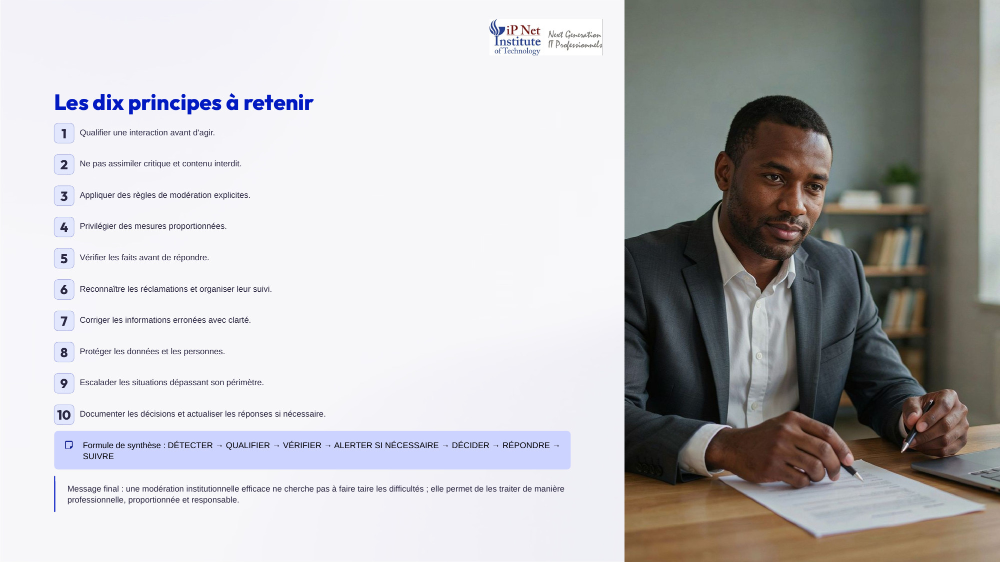 iP Net
Institute
of Technology
Next Generation
IT Professionnels
Les dix principes à retenir
1 Qualifier une interaction avant d'agir.
2 Ne pas assimiler critique et contenu interdit.
3 Appliquer des règles de modération explicites.
4 Privilégier des mesures proportionnées.
5 Vérifier les faits avant de répondre.
6 Reconnaître les réclamations et organiser leur suivi.
7 Corriger les informations erronées avec clarté.
8 Protéger les données et les personnes.
9 Escalader les situations dépassant son périmètre.
10 Documenter les décisions et actualiser les réponses si nécessaire.
Formule de synthèse : DÉTECTER → QUALIFIER → VÉRIFIER → ALERTER SI NÉCESSAIRE → DÉCIDER → RÉPONDRE →
SUIVRE
Message final : une modération institutionnelle efficace ne cherche pas à faire taire les difficultés ; elle permet de les traiter de manière
professionnelle, proportionnée et responsable.